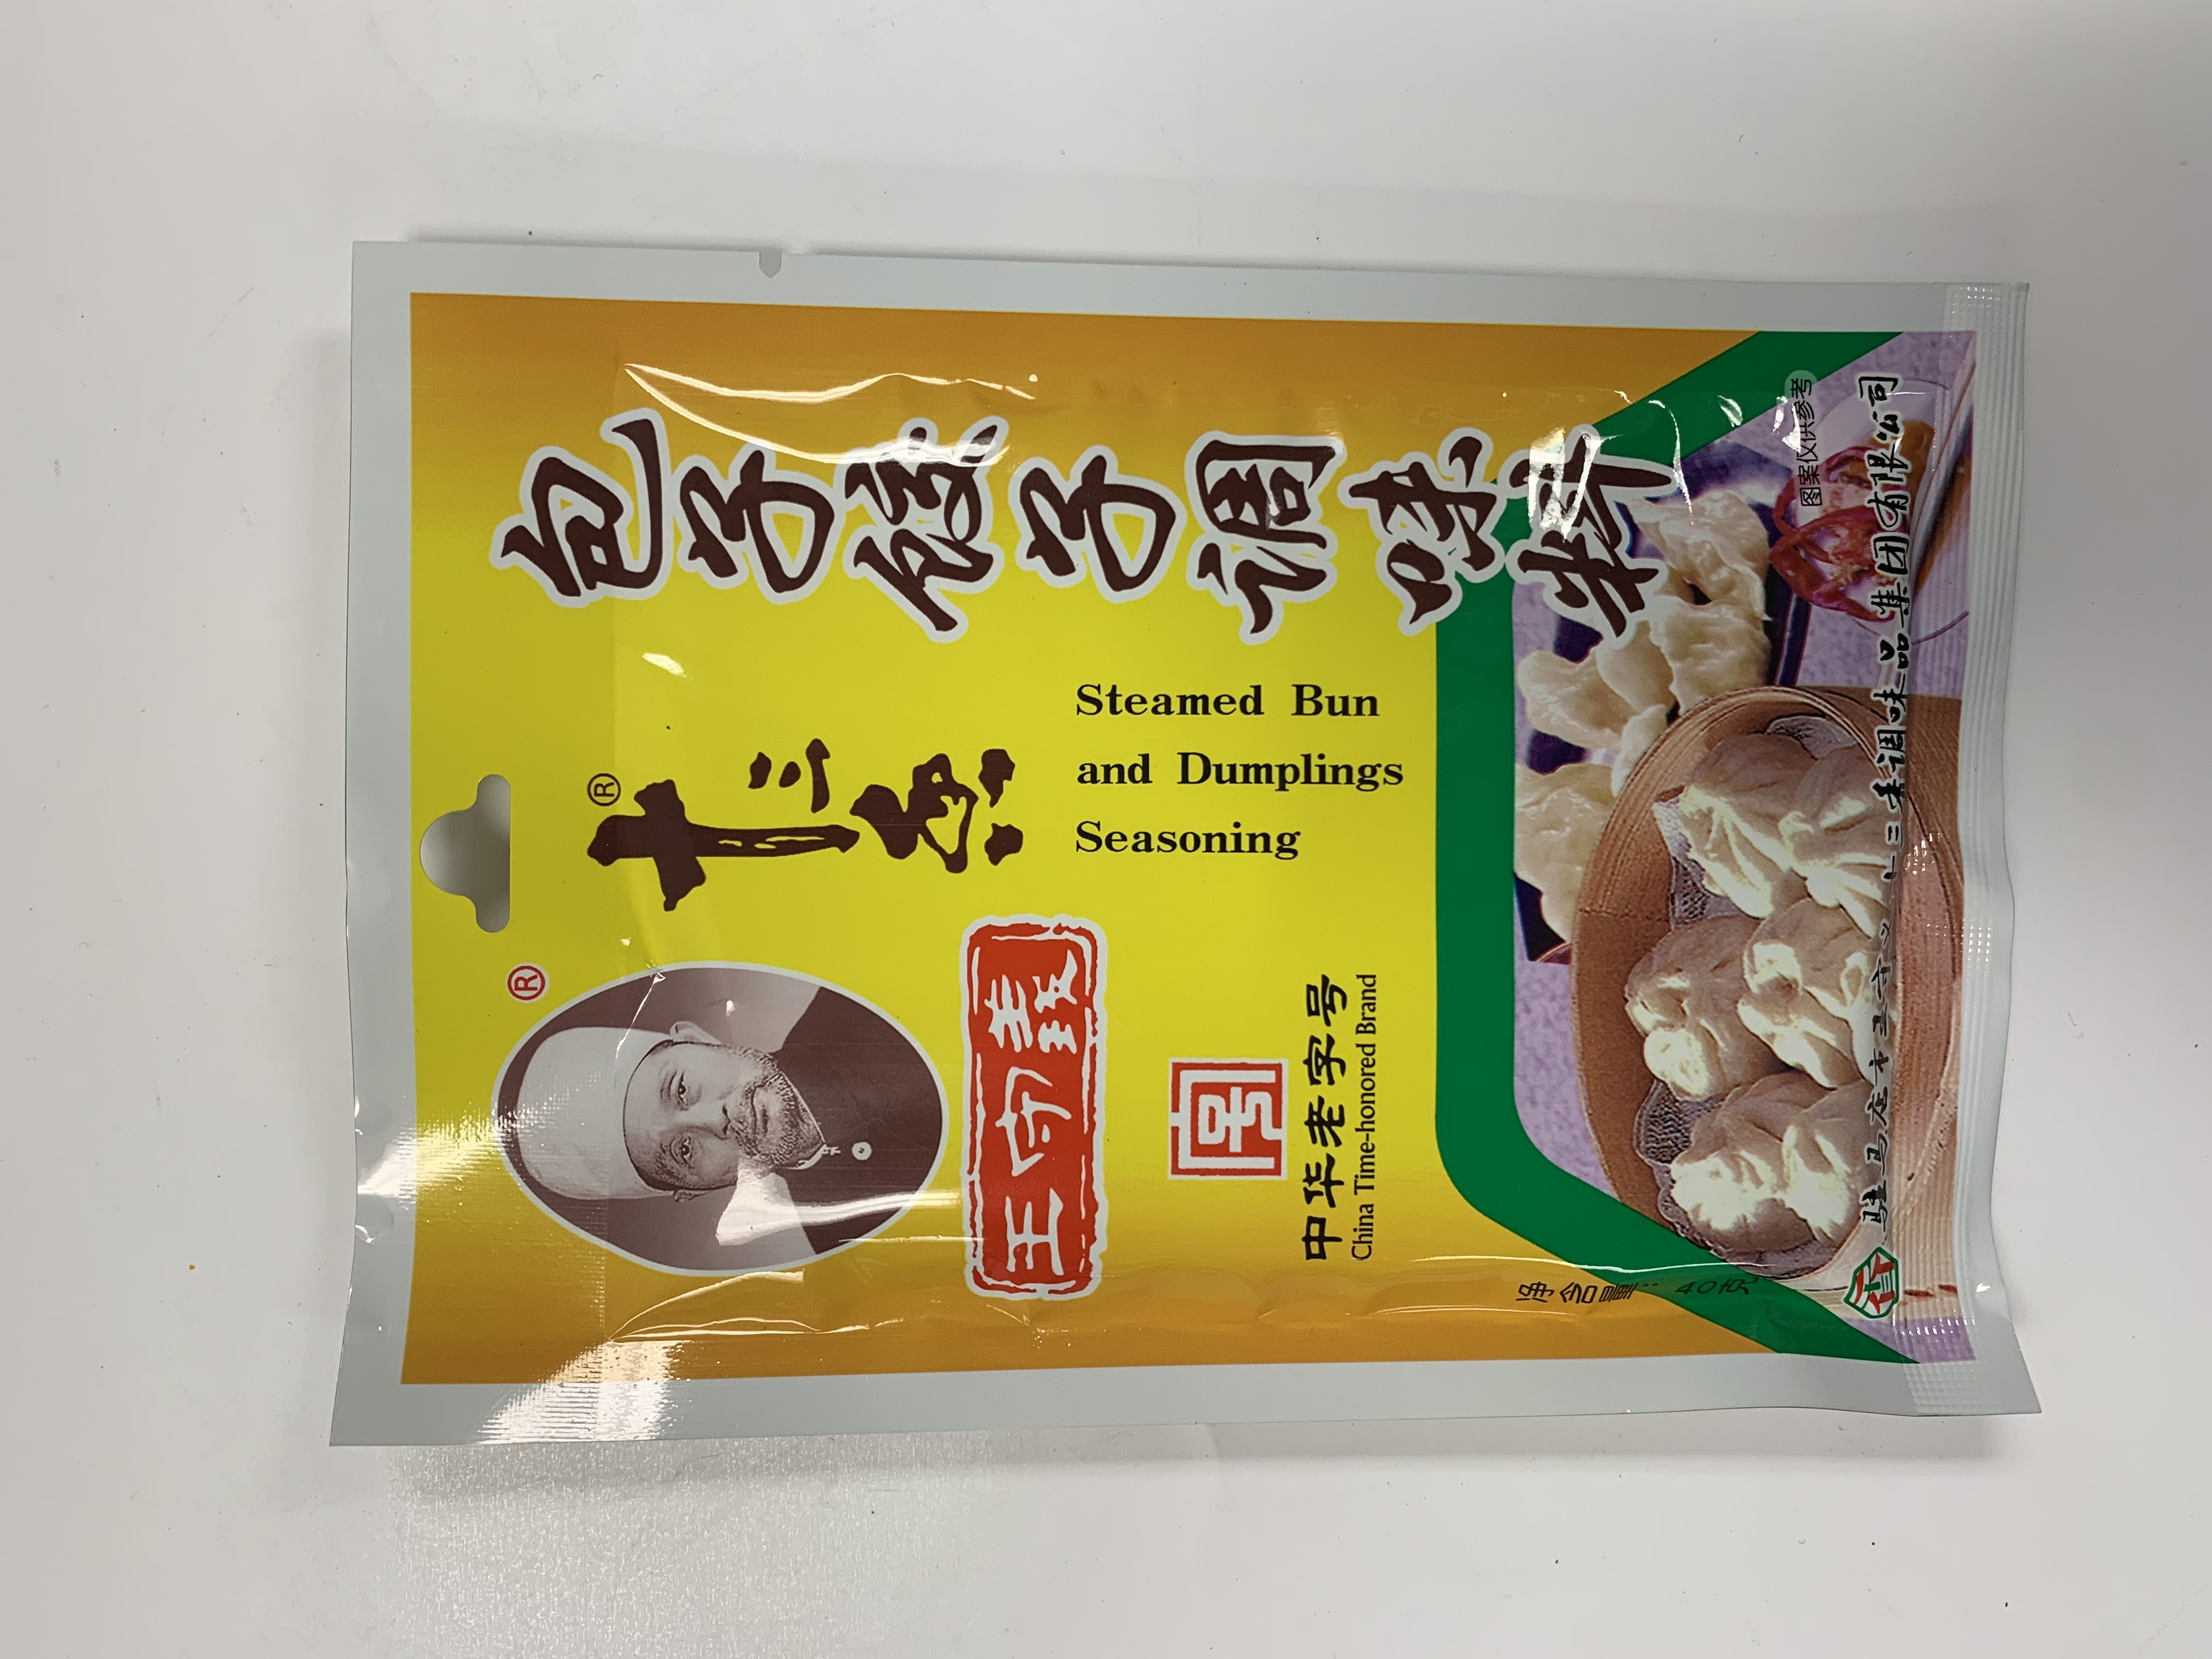 ®
王守義
十三香®
包子饺子调味料
Steamed Bun
and Dumplings
Seasoning
中华老字号
China Time-honored Brand
净含量：40克
图案仅供参考
驻马店市王守义十三香调味品集团有限公司